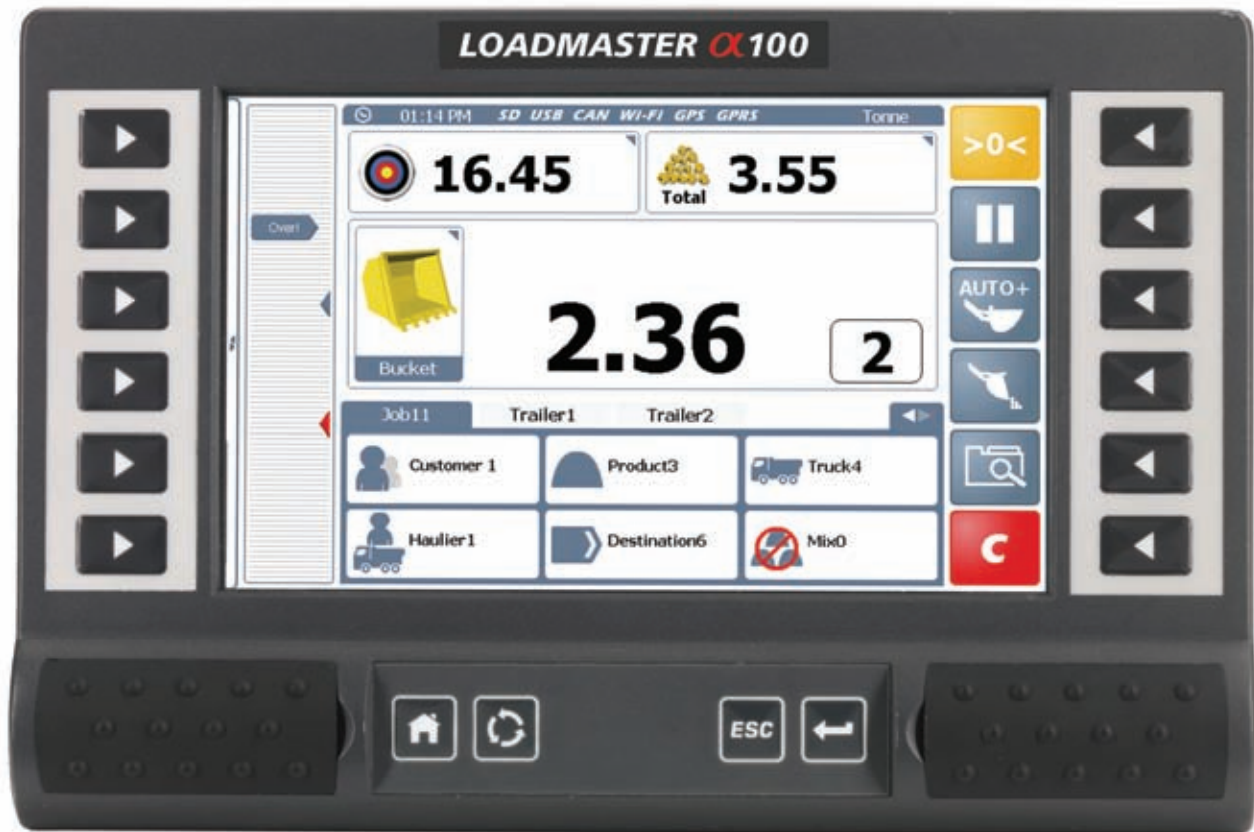 LOADMASTER α100
01:14 PM SD USB CAN WI-FI GPS GPRS Tonne
>0<
16.45
Total 3.55
Over!
AUTO+
Bucket
2.36
2
Job11 Trailer1 Trailer2
Customer 1 Product3 Truck4
Haulier1 Destination6 Mix0
C
ESC